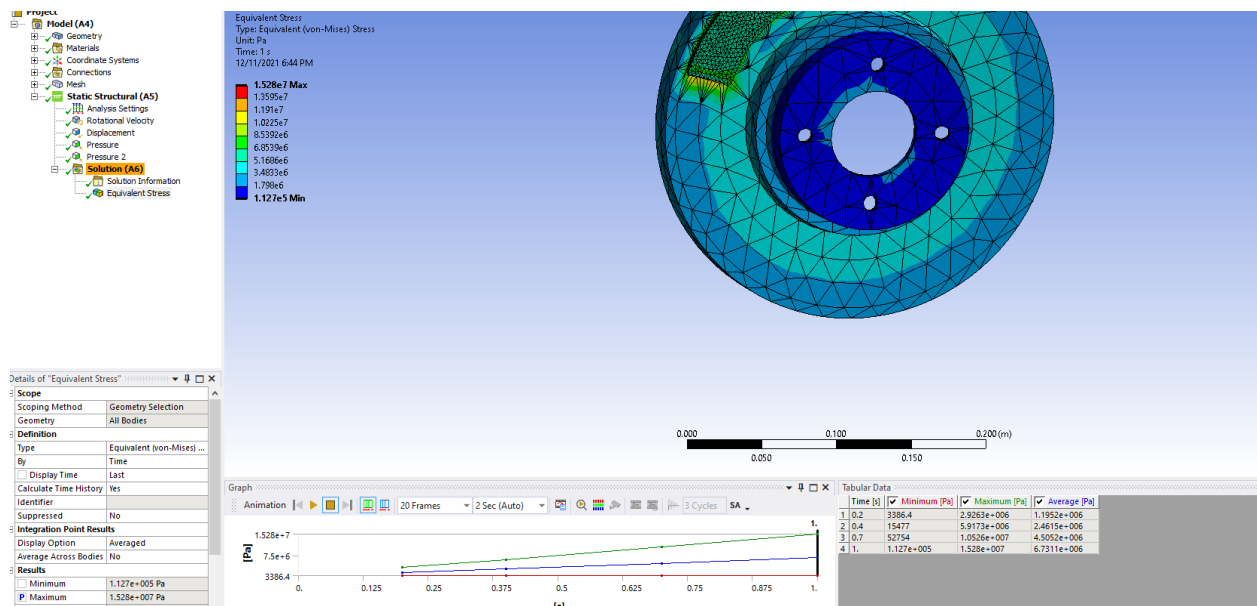 Project
Model (A4)
Geometry
Materials
Coordinate Systems
Connections
Mesh
Static Structural (A5)
Analysis Settings
Rotational Velocity
Displacement
Pressure
Pressure 2
Solution (A6)
Solution Information
Equivalent Stress
Equivalent Stress
Type: Equivalent (von-Mises) Stress
Unit: Pa
Time: 1 s
12/11/2021 6:44 PM
1.528e7 Max
1.3595e7
1.191e7
1.0225e7
8.5392e6
6.8539e6
5.1686e6
3.4833e6
1.798e6
1.127e5 Min
0.000 0.100 0.200 (m)
0.050 0.150
Details of "Equivalent Stress"
Scope
Scoping Method Geometry Selection
Geometry All Bodies
Definition
Type Equivalent (von-Mises) ...
By Time
Display Time Last
Calculate Time History Yes
Identifier
Suppressed No
Integration Point Results
Display Option Averaged
Average Across Bodies No
Results
Minimum 1.127e+005 Pa
P Maximum 1.528e+007 Pa
Graph
Animation 20 Frames 2 Sec (Auto) 3 Cycles SA
1.
1.528e+7
7.5e+6
3386.4
[Pa]
0. 0.125 0.25 0.375 0.5 0.625 0.75 0.875 1.
[s]
Tabular Data
Time [s] Minimum [Pa] Maximum [Pa] Average [Pa]
1 0.2 3386.4 2.9263e+006 1.1952e+006
2 0.4 15477 5.9173e+006 2.4615e+006
3 0.7 52754 1.0526e+007 4.5052e+006
4 1. 1.127e+005 1.528e+007 6.7311e+006